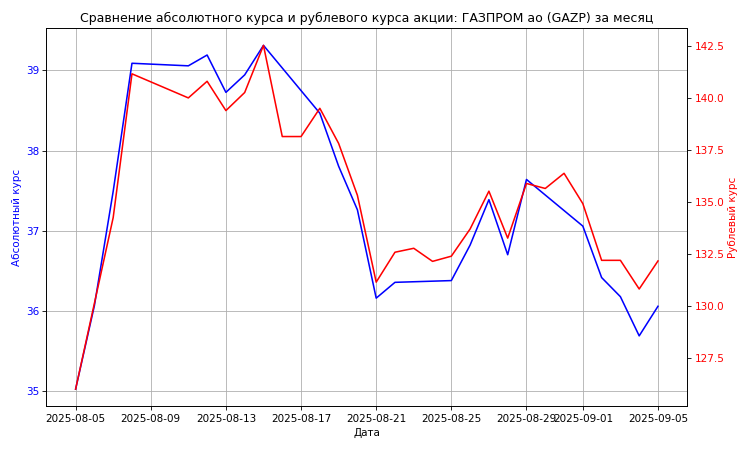 Сравнение абсолютного курса и рублевого курса акции: ГАЗПРОМ ао (GAZP) за месяц
142.5
39
140.0
38
137.5
135.0
37
132.5
36
130.0
127.5
35
Абсолютный курс
Рублевый курс
2025-08-05 2025-08-09 2025-08-13 2025-08-17 2025-08-21 2025-08-25 2025-08-29 2025-09-01 2025-09-05
Дата